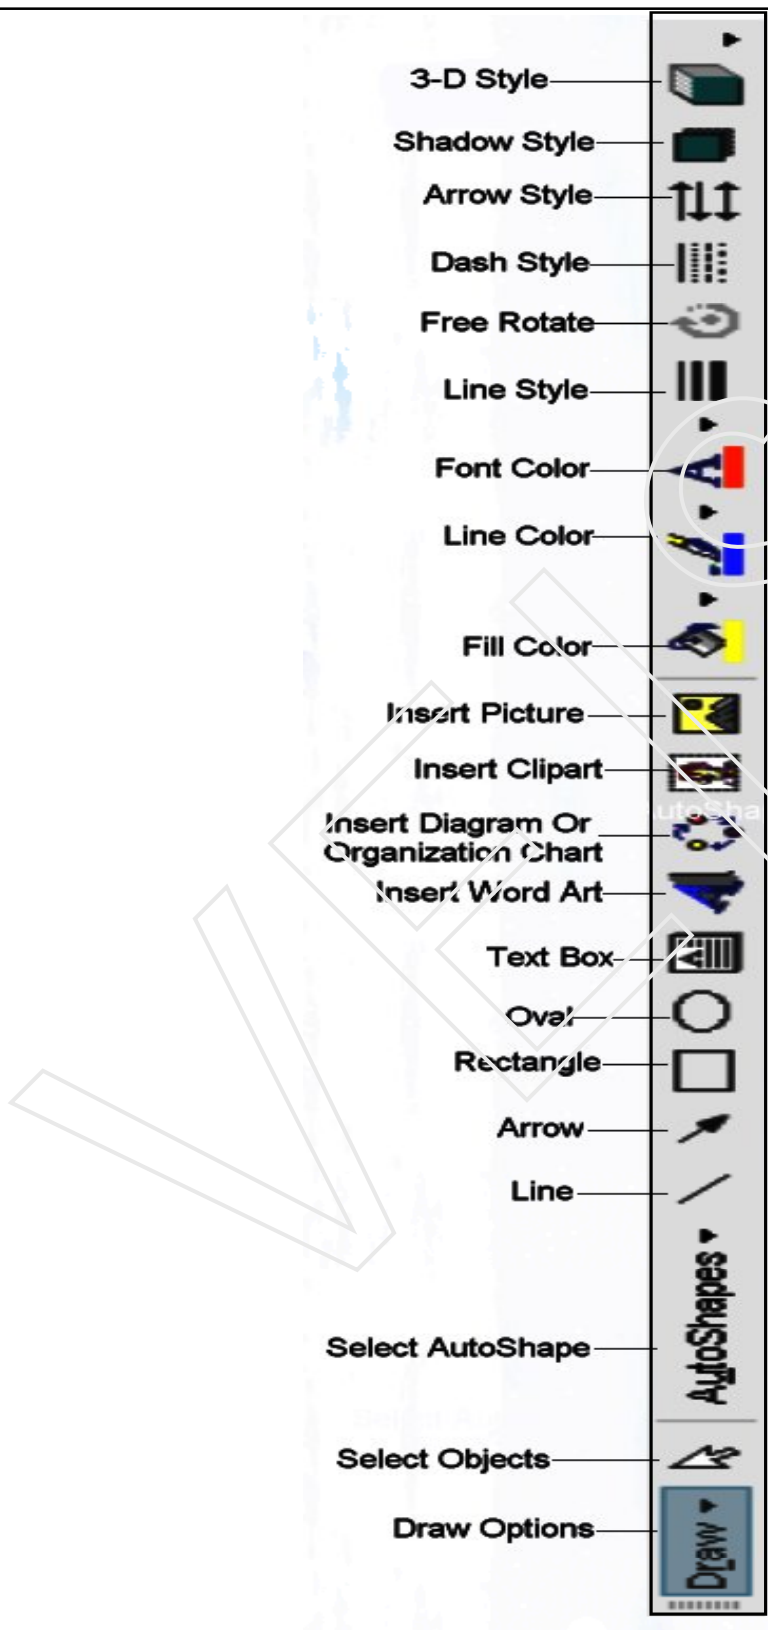 3-D Style
Shadow Style
Arrow Style
Dash Style
Free Rotate
Line Style
Font Color
Line Color
Fill Color
Insert Picture
Insert Clipart
Insert Diagram Or
Organization Chart
Insert Word Art
Text Box
Oval
Rectangle
Arrow
Line
Select AutoShape
AutoShapes
Select Objects
Draw Options
Draw